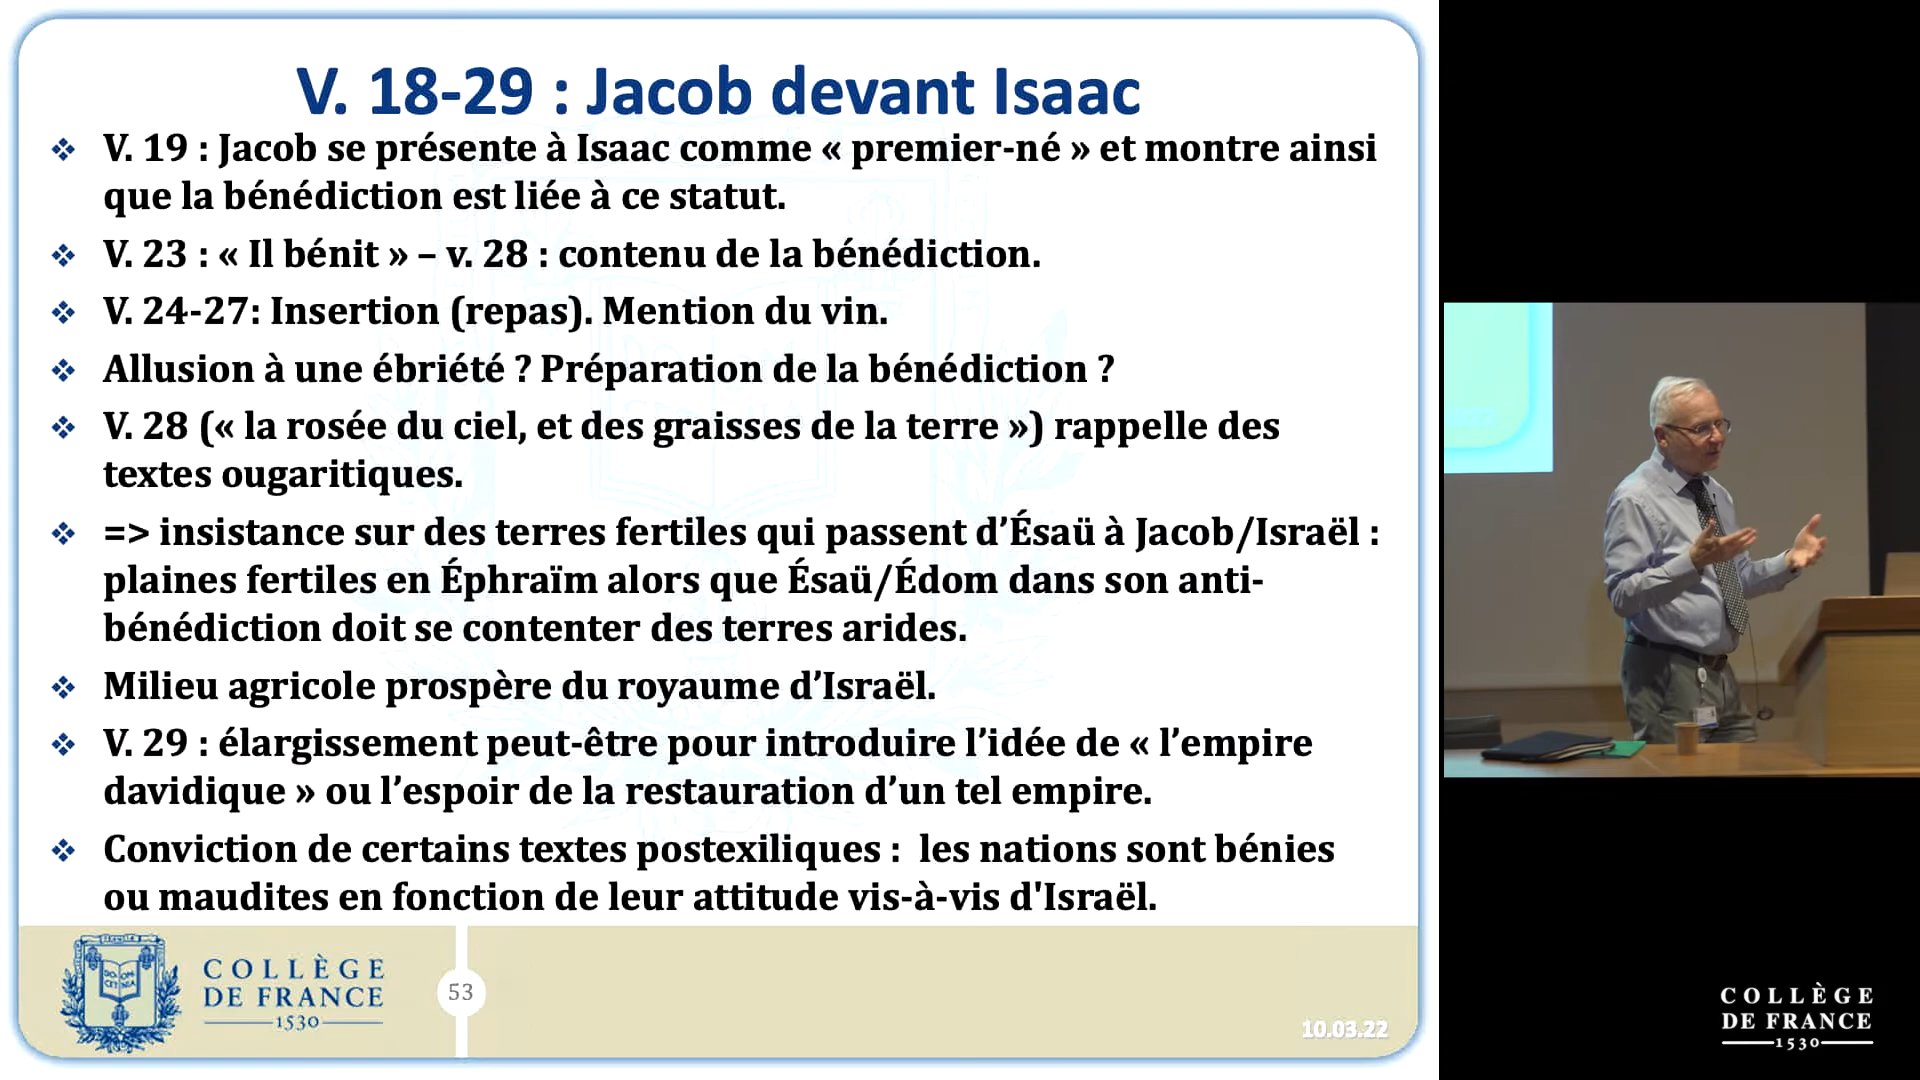 V. 18-29 : Jacob devant Isaac
❖ V. 19 : Jacob se présente à Isaac comme « premier-né » et montre ainsi
que la bénédiction est liée à ce statut.
❖ V. 23 : « Il bénit » – v. 28 : contenu de la bénédiction.
❖ V. 24-27: Insertion (repas). Mention du vin.
❖ Allusion à une ébriété ? Préparation de la bénédiction ?
❖ V. 28 (« la rosée du ciel, et des graisses de la terre ») rappelle des
textes ougaritiques.
❖ => insistance sur des terres fertiles qui passent d’Ésaü à Jacob/Israël :
plaines fertiles en Éphraïm alors que Ésaü/Édom dans son anti-
bénédiction doit se contenter des terres arides.
❖ Milieu agricole prospère du royaume d’Israël.
❖ V. 29 : élargissement peut-être pour introduire l’idée de « l’empire
davidique » ou l’espoir de la restauration d’un tel empire.
❖ Conviction de certains textes postexiliques :  les nations sont bénies
ou maudites en fonction de leur attitude vis-à-vis d'Israël.
COLLÈGE
DE FRANCE
1530
53
10.03.22
COLLÈGE
DE FRANCE
1530